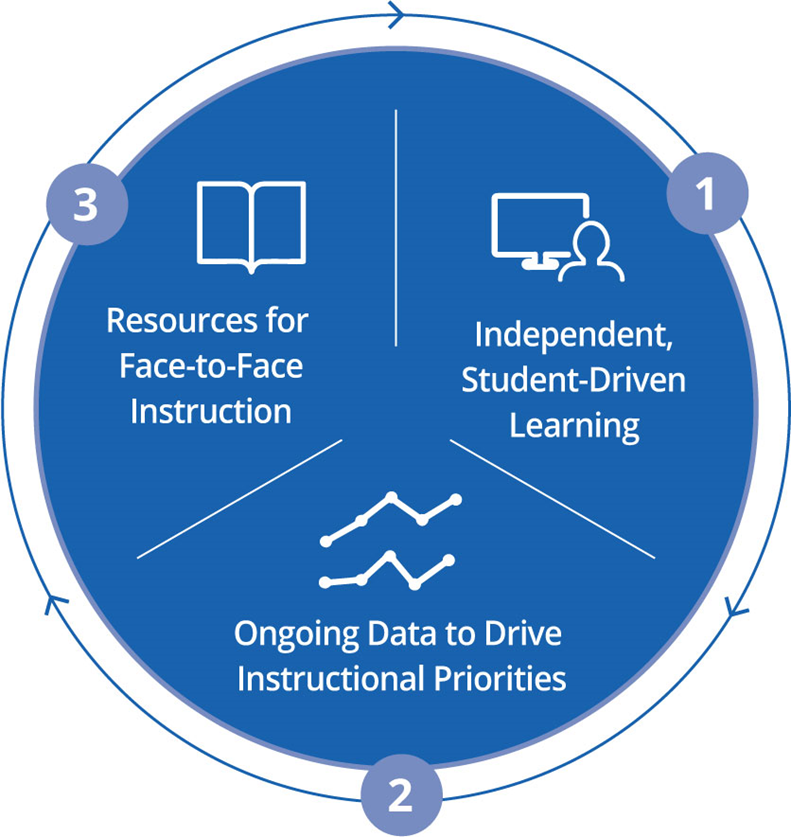 1
Independent,
Student-Driven
Learning
2
Ongoing Data to Drive
Instructional Priorities
3
Resources for
Face-to-Face
Instruction